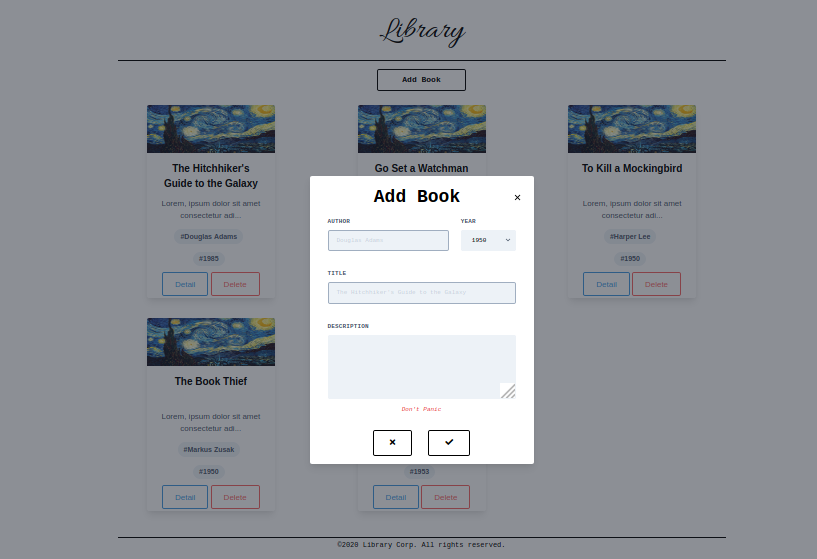 Library
Add Book
The Hitchhiker's
Guide to the Galaxy
Lorem, ipsum dolor sit amet
consectetur adi...
#Douglas Adams
#1985
Detail
Delete
Go Set a Watchman
To Kill a Mockingbird
Lorem, ipsum dolor sit amet
consectetur adi...
#Harper Lee
#1950
Detail
Delete
Add Book
×
AUTHOR
YEAR
Douglas Adams
1950
TITLE
The Hitchhiker's Guide to the Galaxy
DESCRIPTION
Don't Panic
The Book Thief
Lorem, ipsum dolor sit amet
consectetur adi...
#Markus Zusak
#1950
Detail
Delete
#1953
Detail
Delete
©2020 Library Corp. All rights reserved.